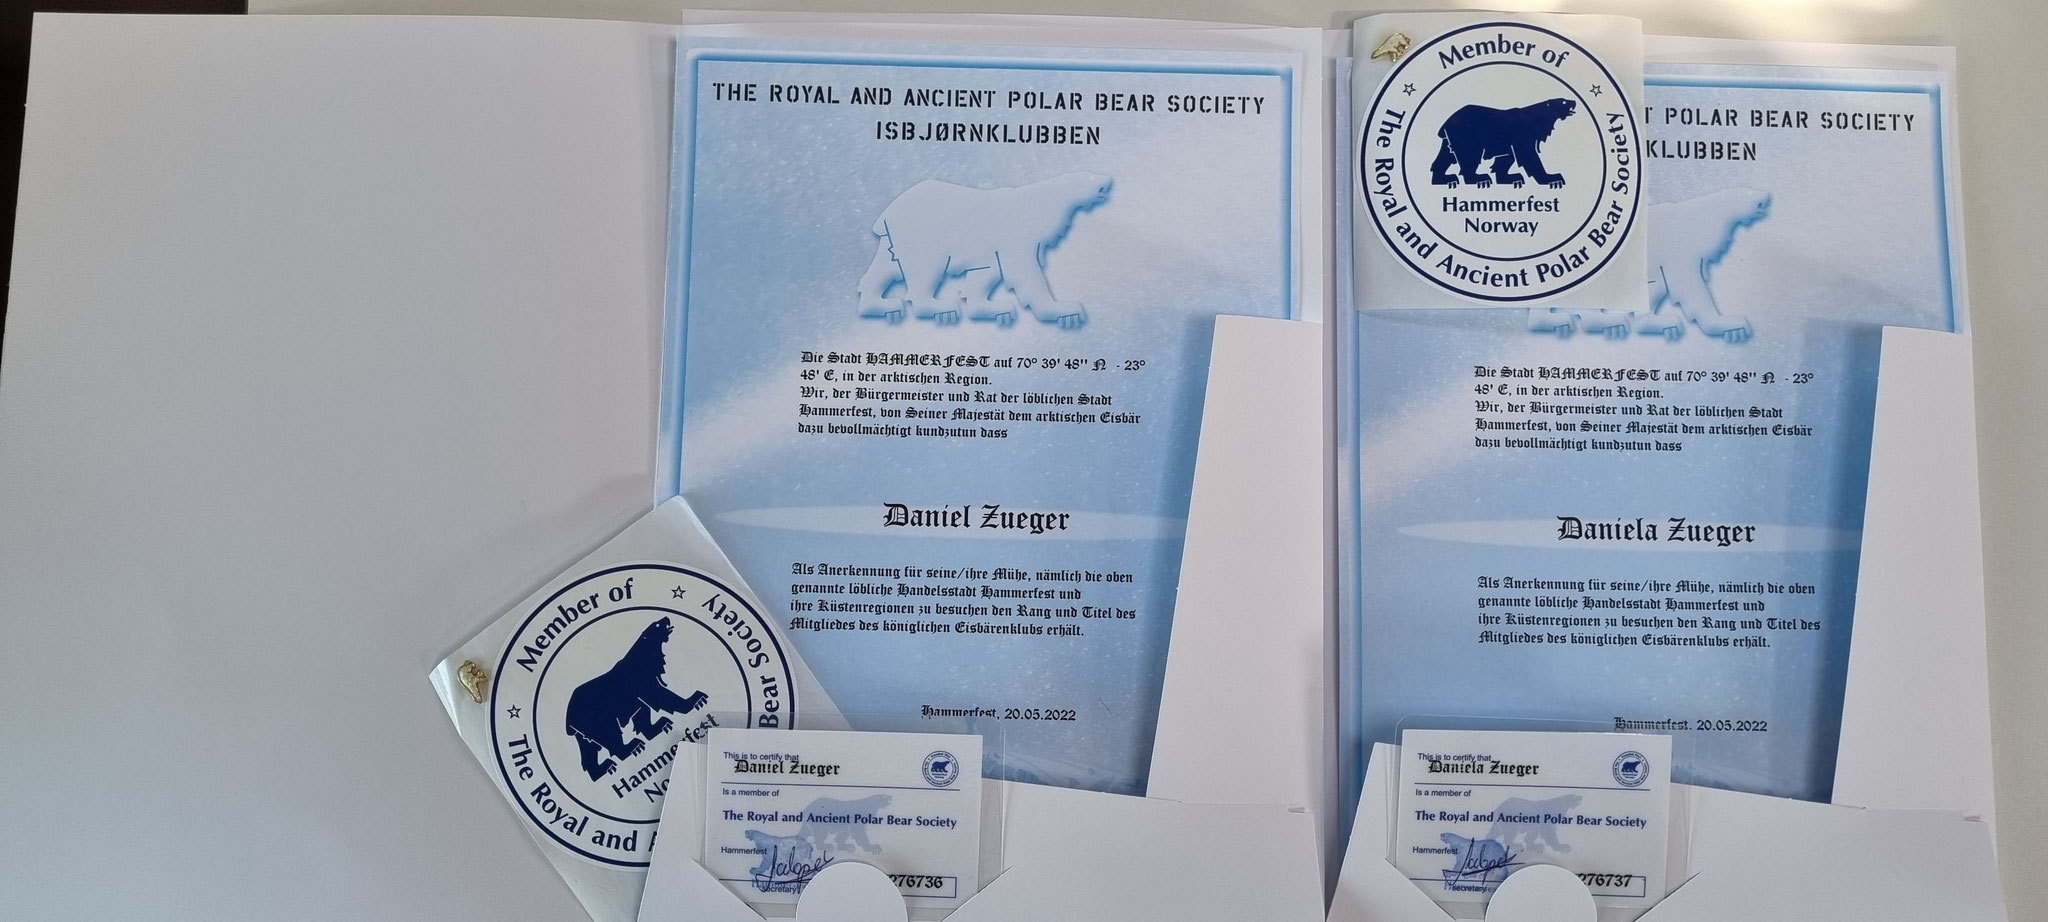 THE ROYAL AND ANCIENT POLAR BEAR SOCIETY
ISBJØRNKLUBBEN
Die Stadt HAMMERFEST auf 70° 39' 48'' N - 23°
48' E, in der arktischen Region.
Wir, der Bürgermeister und Rat der löblichen Stadt
Hammerfest, von Seiner Majestät dem arktischen Eisbär
dazu bevollmächtigt kundzutun dass
Daniel Zueger
Als Anerkennung für seine/ihre Mühe, nämlich die oben
genannte löbliche Handelsstadt Hammerfest und
ihre Küstenregionen zu besuchen den Rang und Titel des
Mitgliedes des königlichen Eisbärenklubs erhält.
Hammerfest, 20.05.2022
Member of
The Royal and
Bear Society
Hammerfest
This is to certify that
Daniel Zueger
Is a member of
The Royal and Ancient Polar Bear Society
Hammerfest
secretary
276736
Member of
The Royal and Ancient Polar Bear Society
Hammerfest
Norway
T POLAR BEAR SOCIETY
KLUBBEN
Die Stadt HAMMERFEST auf 70° 39' 48'' N - 23°
48' E, in der arktischen Region.
Wir, der Bürgermeister und Rat der löblichen Stadt
Hammerfest, von Seiner Majestät dem arktischen Eisbär
dazu bevollmächtigt kundzutun dass
Daniela Zueger
Als Anerkennung für seine/ihre Mühe, nämlich die oben
genannte löbliche Handelsstadt Hammerfest und
ihre Küstenregionen zu besuchen den Rang und Titel des
Mitgliedes des königlichen Eisbärenklubs erhält.
Hammerfest, 20.05.2022
This is to certify that
Daniela Zueger
Is a member of
The Royal and Ancient Polar Bear Society
Hammerfest
secretary
276737